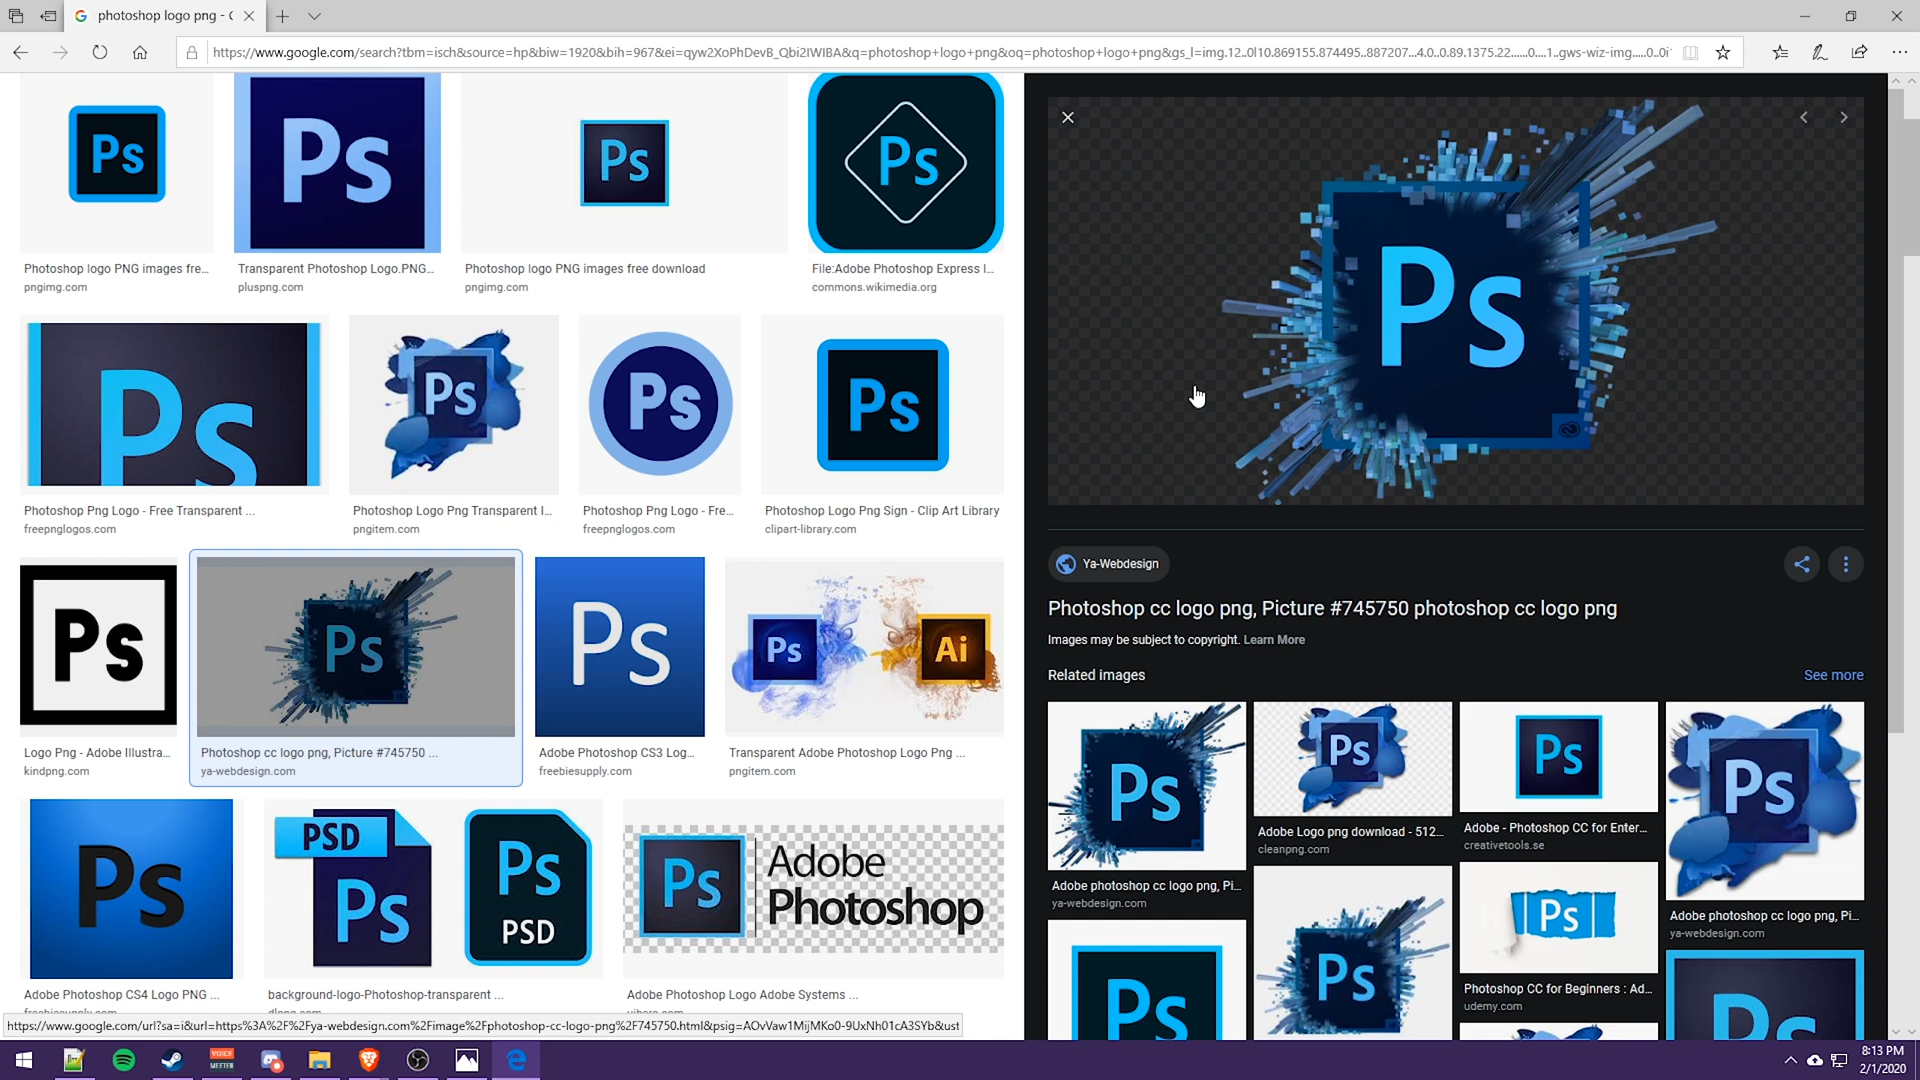 photoshop logo png - G
https://www.google.com/search?tbm=isch&source=hp&biw=1920&bih=967&ei=qyw2XoPhDevB_Qbi2IWIBA&q=photoshop+logo+png&oq=photoshop+logo+png&gs_l=img.12..0l10.869155.874495..887207...4.0..0.89.1375.22......0....1..gws-wiz-img.....0..0i
Ps
Ps
Ps
Ps
Photoshop logo PNG images fre...
Transparent Photoshop Logo.PNG...
Photoshop logo PNG images free download
File:Adobe Photoshop Express l...
pngimg.com
pluspng.com
pngimg.com
commons.wikimedia.org
Ps
Ps
Ps
Ps
Photoshop Png Logo - Free Transparent ...
Photoshop Logo Png Transparent I...
Photoshop Png Logo - Fre...
Photoshop Logo Png Sign - Clip Art Library
freepnglogos.com
pngitem.com
freepnglogos.com
clipart-library.com
Ps
Ps
Ps
Ps
Ai
Logo Png - Adobe Illustra...
Photoshop cc logo png, Picture #745750 ...
Adobe Photoshop CS3 Log...
Transparent Adobe Photoshop Logo Png ...
kindpng.com
ya-webdesign.com
freebiesupply.com
pngitem.com
Ps
PSD
Ps
Ps
PSD
Ps
Adobe
Photoshop
Adobe Photoshop CS4 Logo PNG ...
background-logo-Photoshop-transparent ...
Adobe Photoshop Logo Adobe Systems ...
https://www.google.com/url?sa=i&url=https%3A%2F%2Fya-webdesign.com%2Fimage%2Fphotoshop-cc-logo-png%2F745750.html&psig=AOvVaw1MijMKo0-9UxNh01cA3SYb&ust
Ps
Ya-Webdesign
Photoshop cc logo png, Picture #745750 photoshop cc logo png
Images may be subject to copyright. Learn More
Related images
See more
Ps
Ps
Ps
Ps
Adobe photoshop cc logo png, Pi...
ya-webdesign.com
Adobe Logo png download - 512...
cleanpng.com
Adobe - Photoshop CC for Enter...
creativetools.se
Adobe photoshop cc logo png, Pi...
ya-webdesign.com
Ps
Ps
Ps
Photoshop CC for Beginners : Ad...
udemy.com
Ps
VOICE
MEETER
8:13 PM
2/1/2020